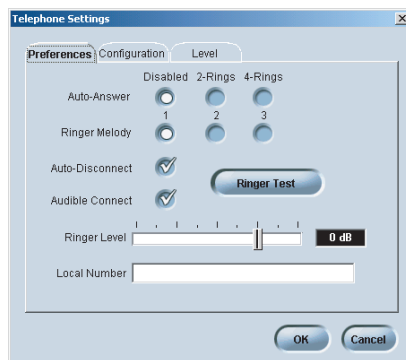 Telephone Settings
Preferences Configuration Level
Disabled 2-Rings 4-Rings
Auto-Answer
1 2 3
Ringer Melody
Auto-Disconnect
Ringer Test
Audible Connect
Ringer Level 0 dB
Local Number
OK Cancel